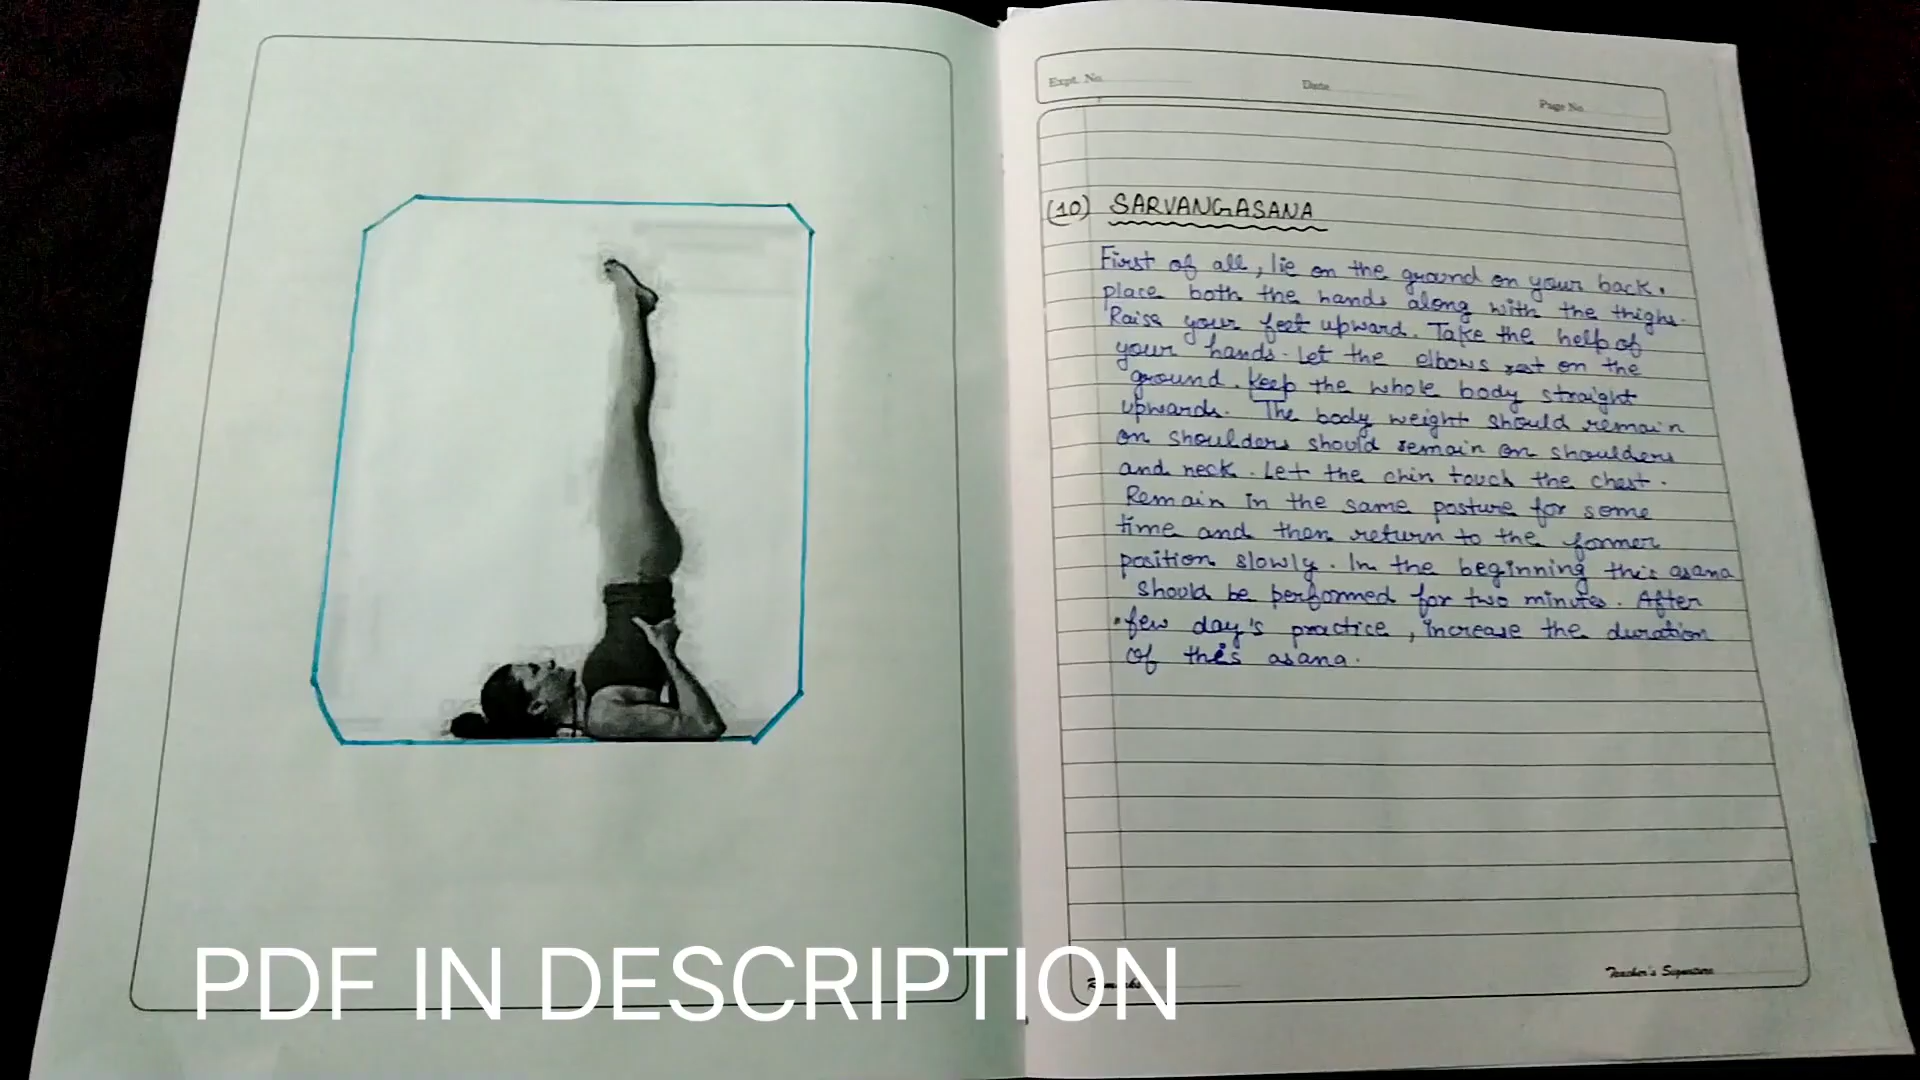 Expt. No.
Date
Page No.
(10) SARVANGASANA
First of all, lie on the ground on your back.
place both the hands along with the thighs.
Raise your feet upward. Take the help of
your hands. Let the elbows rest on the
ground. Keep the whole body straight
upwards. The body weight should remain
on shoulders should remain on shoulders
and neck. Let the chin touch the chest.
Remain in the same posture for some
time and then return to the former
position slowly. In the beginning this asana
should be performed for two minutes. After
few day's practice, increase the duration
of this asana.
Teacher's Signature
Remarks
PDF IN DESCRIPTION